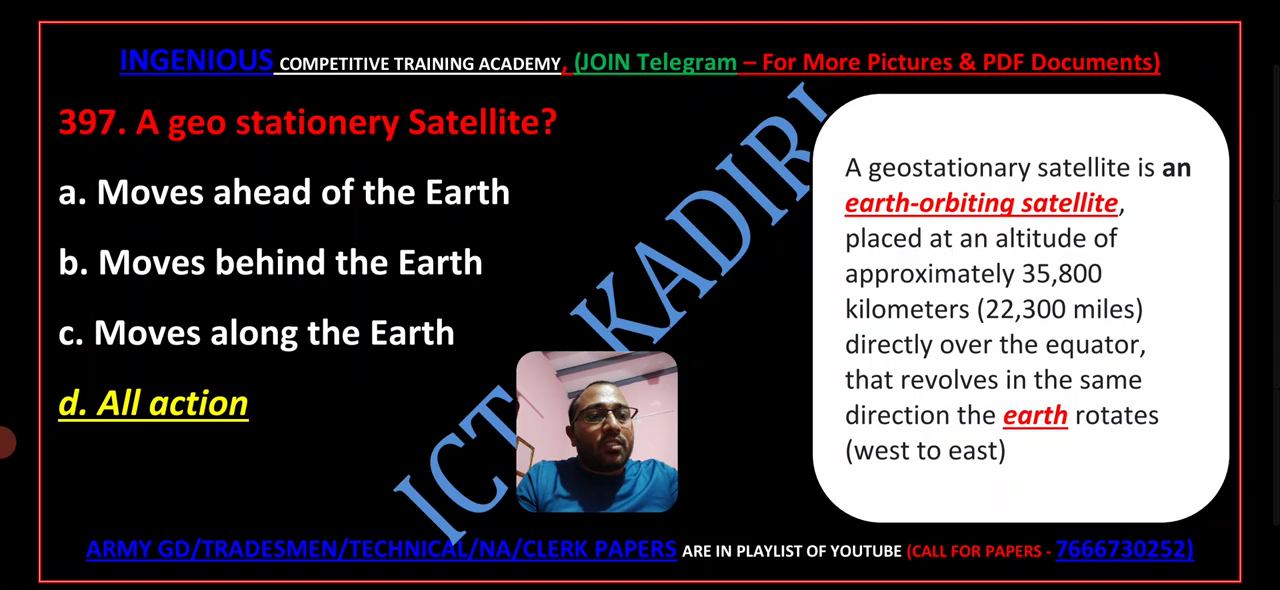 INGENIOUS COMPETITIVE TRAINING ACADEMY, (JOIN Telegram – For More Pictures & PDF Documents)
397. A geo stationery Satellite?
a. Moves ahead of the Earth
b. Moves behind the Earth
c. Moves along the Earth
d. All action
ICT KADIRI
A geostationary satellite is an
earth-orbiting satellite,
placed at an altitude of
approximately 35,800
kilometers (22,300 miles)
directly over the equator,
that revolves in the same
direction the earth rotates
(west to east)
ARMY GD/TRADESMEN/TECHNICAL/NA/CLERK PAPERS ARE IN PLAYLIST OF YOUTUBE (CALL FOR PAPERS - 7666730252)